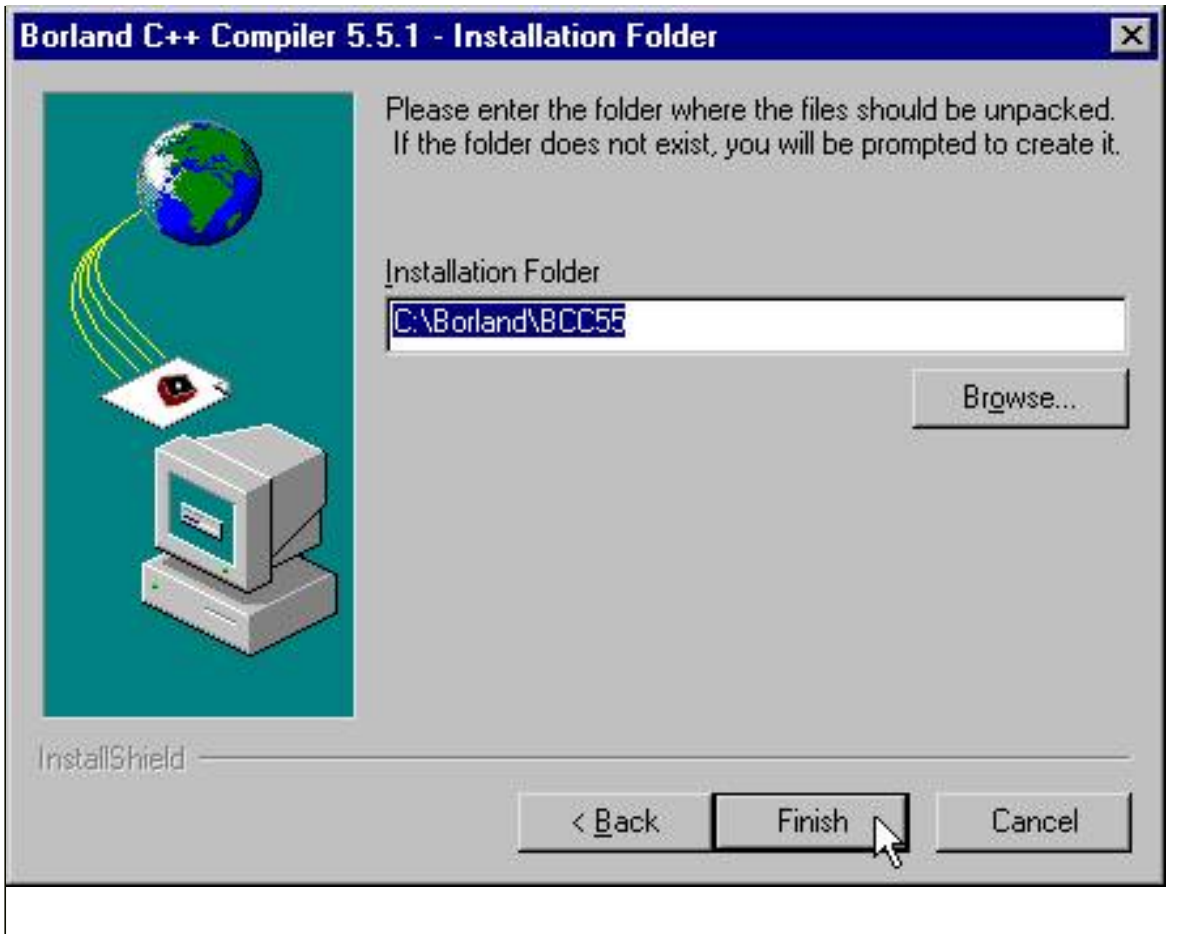 Borland C++ Compiler 5.5.1 - Installation Folder
Please enter the folder where the files should be unpacked.
If the folder does not exist, you will be prompted to create it.
Installation Folder
C:\Borland\BCC55
Browse...
InstallShield
< Back
Finish
Cancel